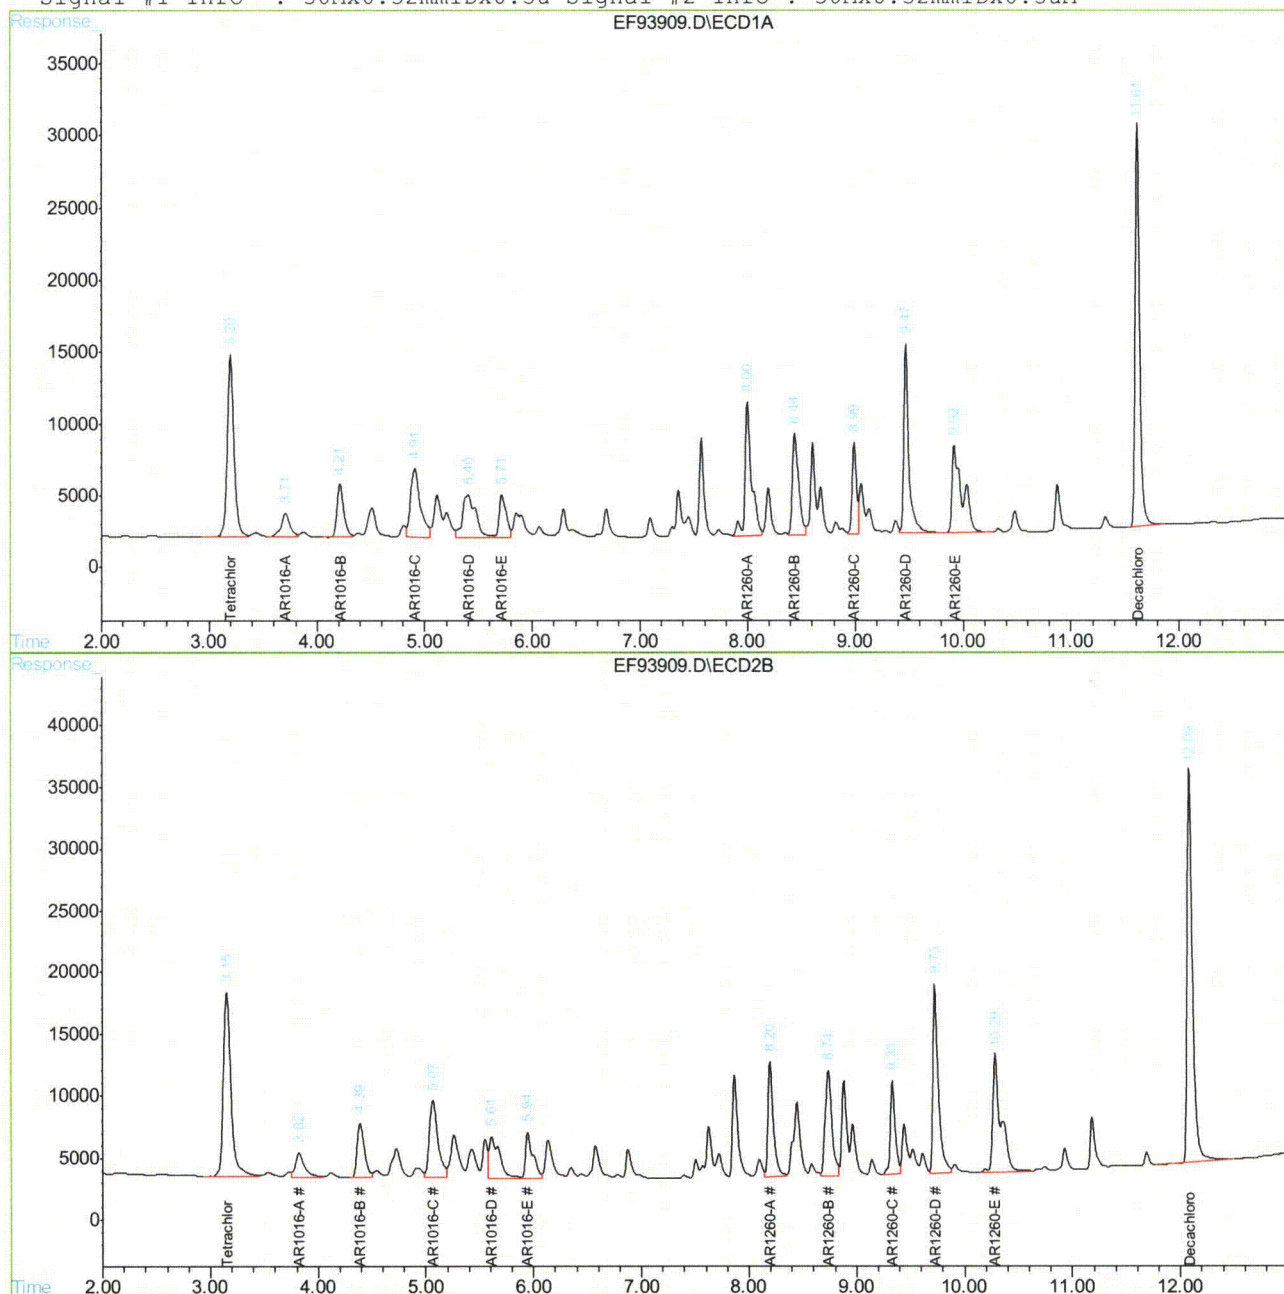 Response_
EF93909.D\ECD1A
35000
30000
25000
20000
15000
10000
5000
0
3.71
4.21
4.91
5.40
5.71
8.00
8.44
8.99
9.47
9.92
11.61
Tetrachlor
AR1016-A
AR1016-B
AR1016-C
AR1016-D
AR1016-E
AR1260-A
AR1260-B
AR1260-C
AR1260-D
AR1260-E
Decachloro
Time
2.00 3.00 4.00 5.00 6.00 7.00 8.00 9.00 10.00 11.00 12.00
Response_
EF93909.D\ECD2B
40000
35000
30000
25000
20000
15000
10000
5000
0
3.15
3.82
4.39
5.07
5.61
5.94
8.20
8.74
9.33
9.73
10.29
12.09
Tetrachlor
AR1016-A #
AR1016-B #
AR1016-C #
AR1016-D #
AR1016-E #
AR1260-A #
AR1260-B #
AR1260-C #
AR1260-D #
AR1260-E #
Decachloro
Time
2.00 3.00 4.00 5.00 6.00 7.00 8.00 9.00 10.00 11.00 12.00